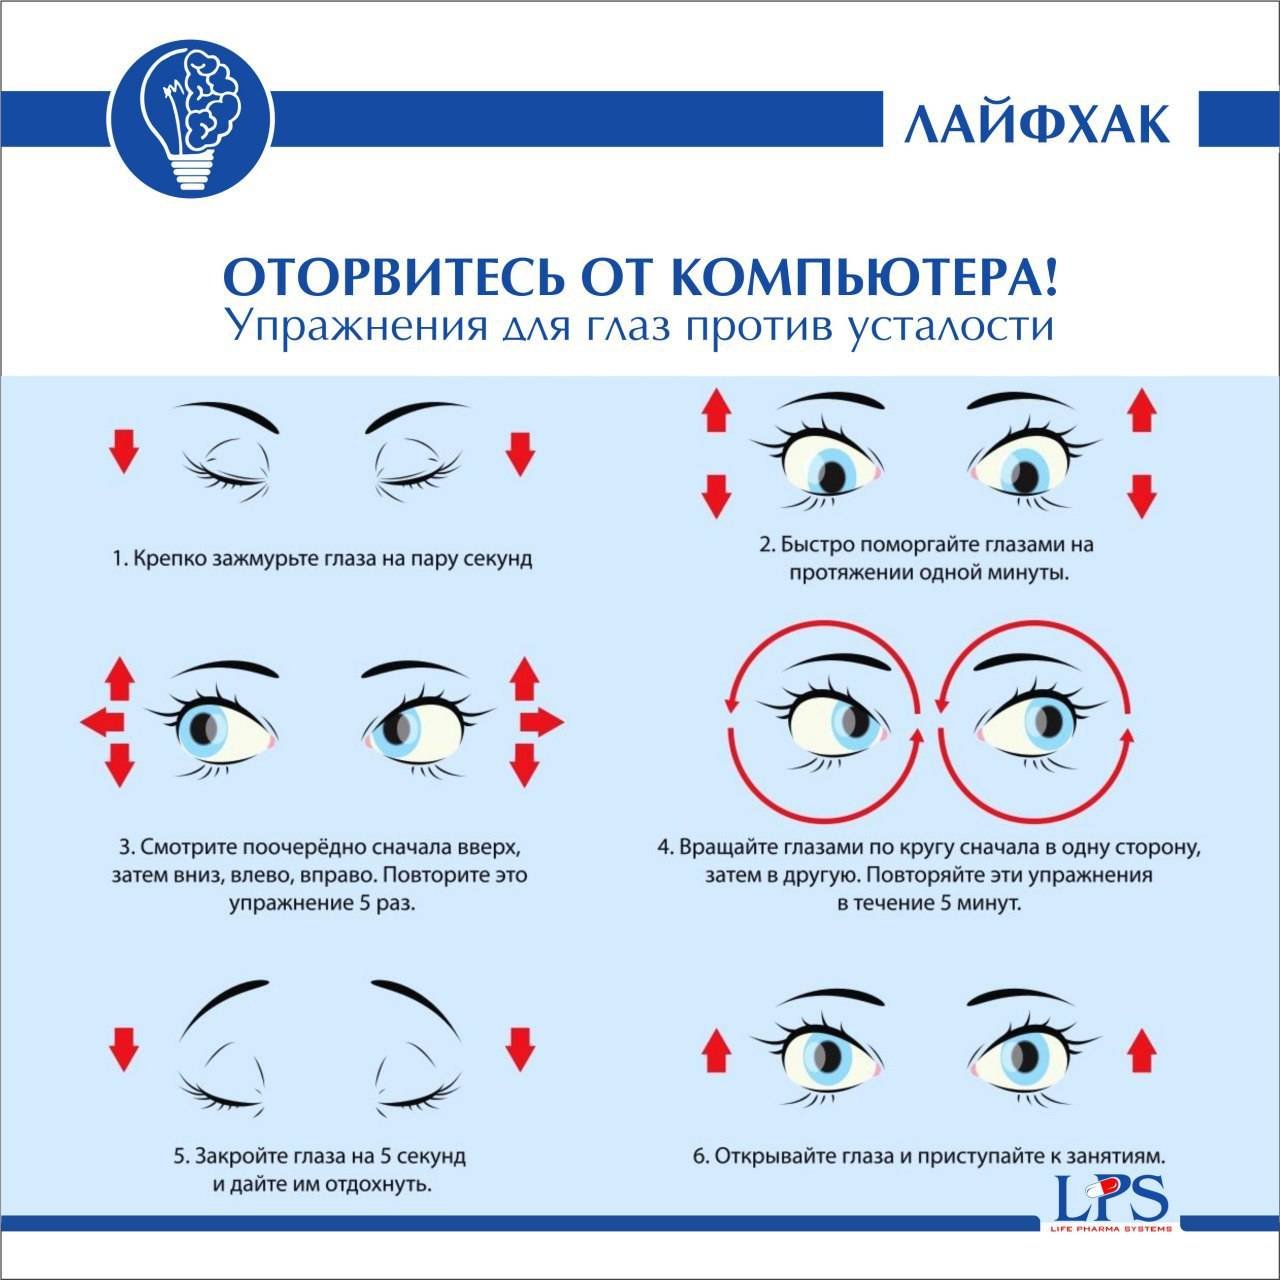 ЛАЙФХАК
ОТОРВИТЕСЬ ОТ КОМПЬЮТЕРА!
Упражнения для глаз против усталости
1. Крепко зажмурьте глаза на пару секунд
2. Быстро поморгайте глазами на
протяжении одной минуты.
3. Смотрите поочерёдно сначала вверх,
затем вниз, влево, вправо. Повторите это
упражнение 5 раз.
4. Вращайте глазами по кругу сначала в одну сторону,
затем в другую. Повторяйте эти упражнения
в течение 5 минут.
5. Закройте глаза на 5 секунд
и дайте им отдохнуть.
6. Открывайте глаза и приступайте к занятиям.
LPS
LIFE PHARMA SYSTEMS